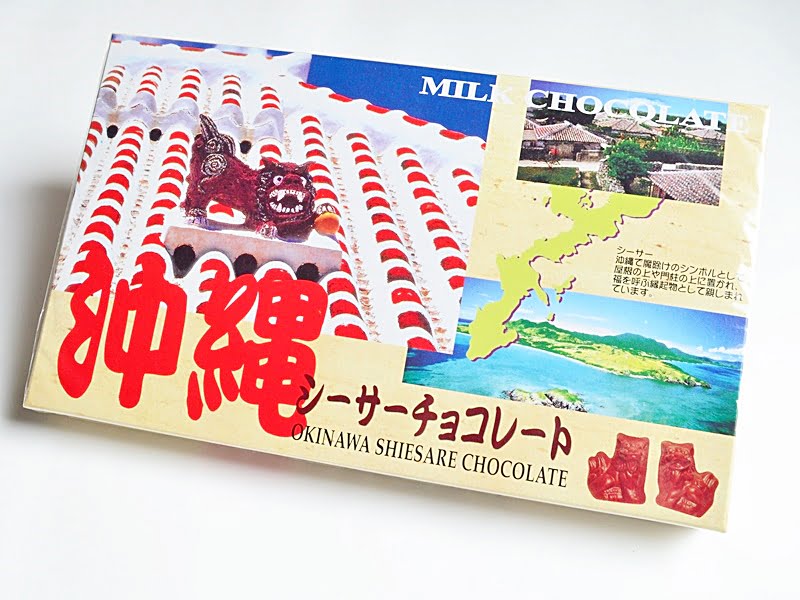 MILK CHOCOLATE
シーサー
沖縄で魔除けのシンボルとして
屋根の上や門柱の上に置かれ、
福を呼ぶ縁起物として親しまれ
ています。
沖縄
シーサーチョコレート
OKINAWA SHIESARE CHOCOLATE